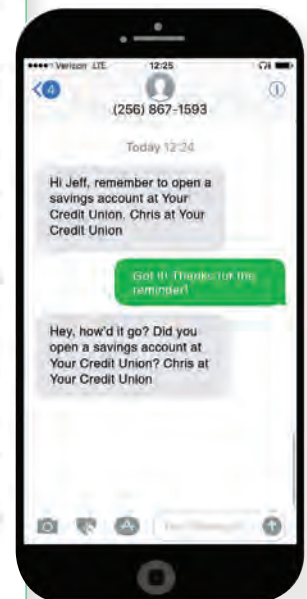 Verizon LTE 12:25
4
(256) 867-1593
Today 12:24
Hi Jeff, remember to open a
savings account at Your
Credit Union. Chris at Your
Credit Union
Got it! Thanks for the
reminder!
Hey, how'd it go? Did you
open a savings account at
Your Credit Union? Chris at
Your Credit Union